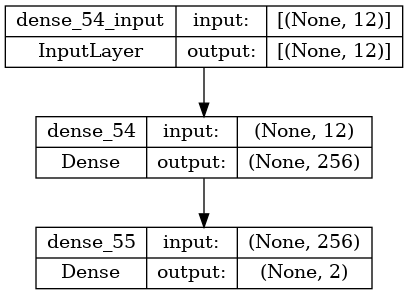 dense_54_input input: [(None, 12)]
InputLayer output: [(None, 12)]
dense_54 input: (None, 12)
Dense output: (None, 256)
dense_55 input: (None, 256)
Dense output: (None, 2)